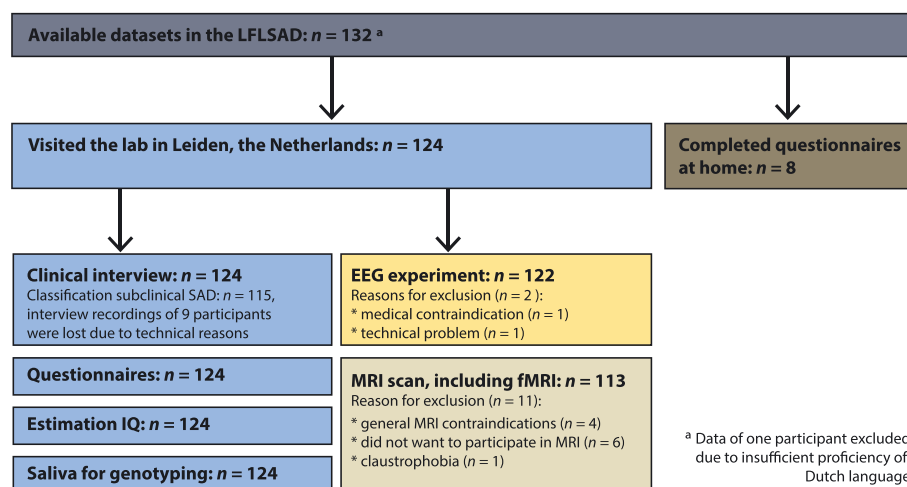 Available datasets in the LFLSAD: n = 132 ᵃ
Visited the lab in Leiden, the Netherlands: n = 124
Completed questionnaires
at home: n = 8
Clinical interview: n = 124
Classification subclinical SAD: n = 115,
interview recordings of 9 participants
were lost due to technical reasons
EEG experiment: n = 122
Reasons for exclusion (n = 2 ):
* medical contraindication (n = 1)
* technical problem (n = 1)
Questionnaires: n = 124
Estimation IQ: n = 124
Saliva for genotyping: n = 124
MRI scan, including fMRI: n = 113
Reason for exclusion (n = 11):
* general MRI contraindications (n = 4)
* did not want to participate in MRI (n = 6)
* claustrophobia (n = 1)
ᵃ Data of one participant excluded
due to insufficient proficiency of
Dutch language